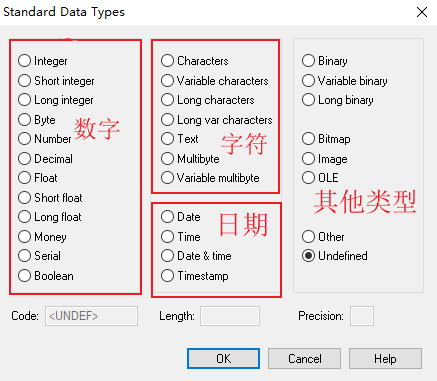 Standard Data Types
Integer
Short integer
Long integer
Byte
Number
Decimal
Float
Short float
Long float
Money
Serial
Boolean
数字
Characters
Variable characters
Long characters
Long var characters
Text
Multibyte
Variable multibyte
字符
Date
Time
Date & time
Timestamp
日期
Binary
Variable binary
Long binary
Bitmap
Image
OLE
其他类型
Other
Undefined
Code: <UNDEF> Length: Precision:
OK Cancel Help